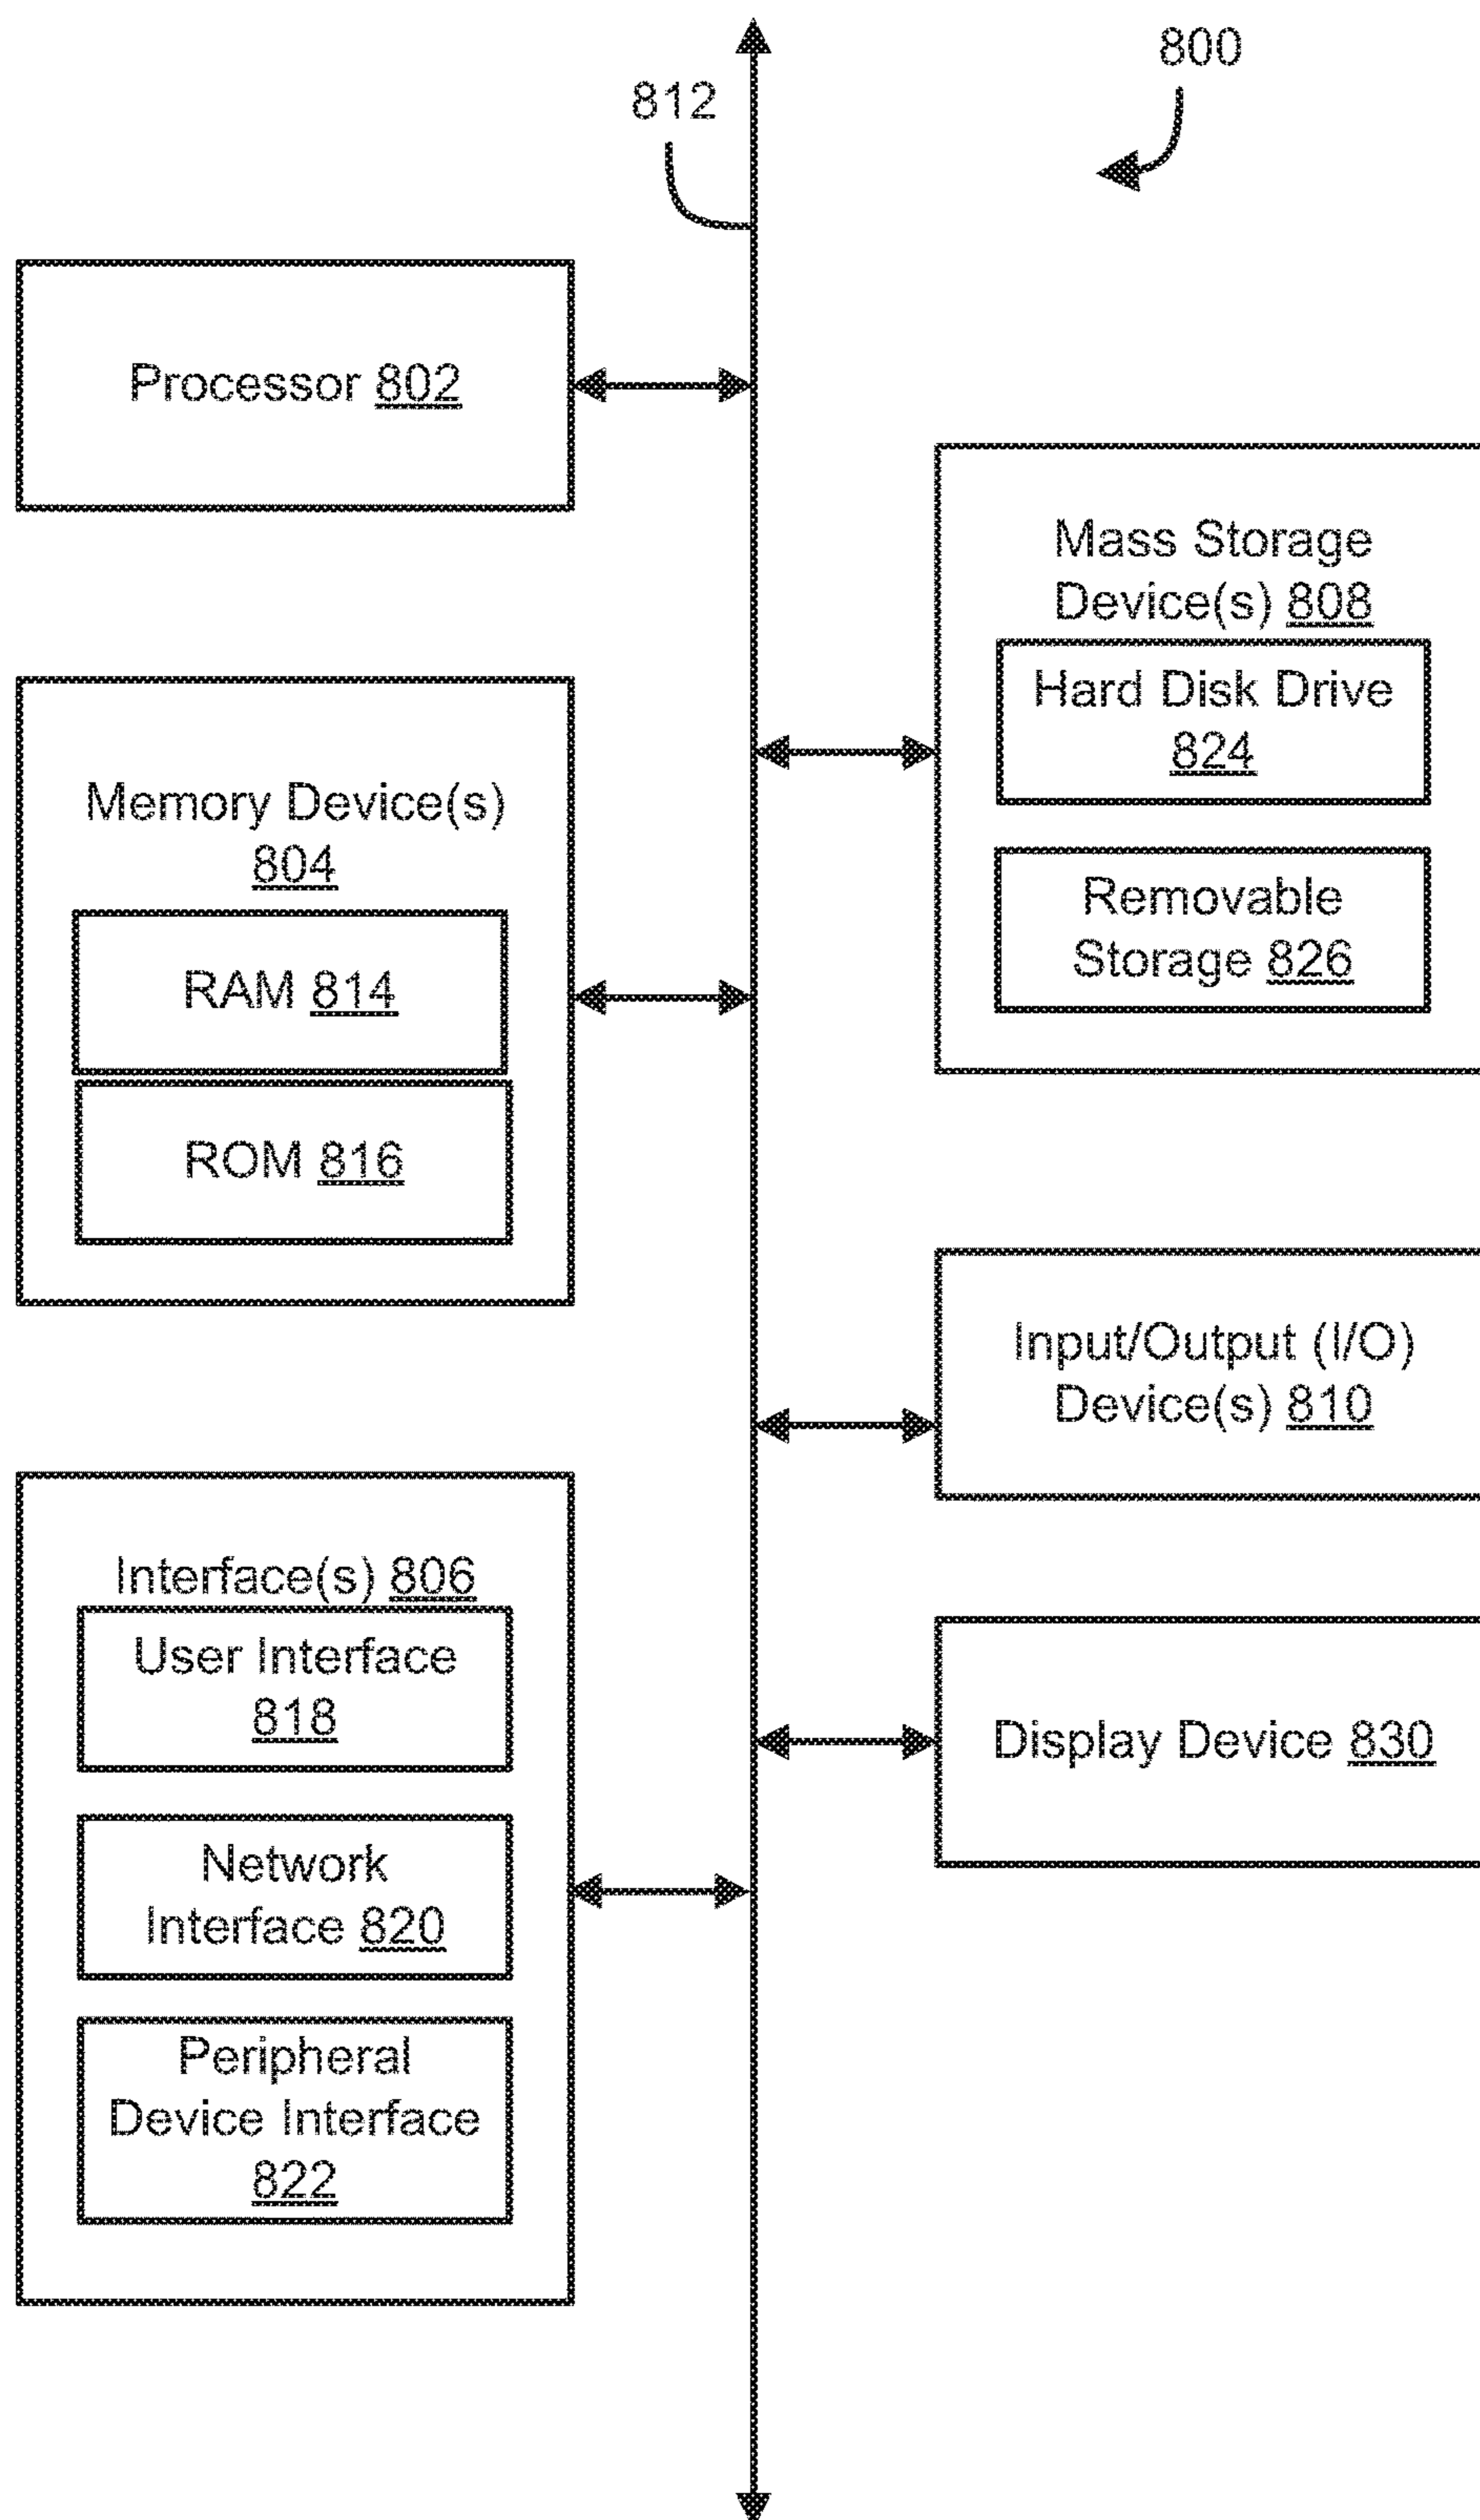 800
812
Processor 802
Mass Storage
Device(s) 808
Hard Disk Drive
824
Removable
Storage 826
Memory Device(s)
804
RAM 814
ROM 816
Input/Output (I/O)
Device(s) 810
Interface(s) 806
User Interface
818
Network
Interface 820
Peripheral
Device Interface
822
Display Device 830